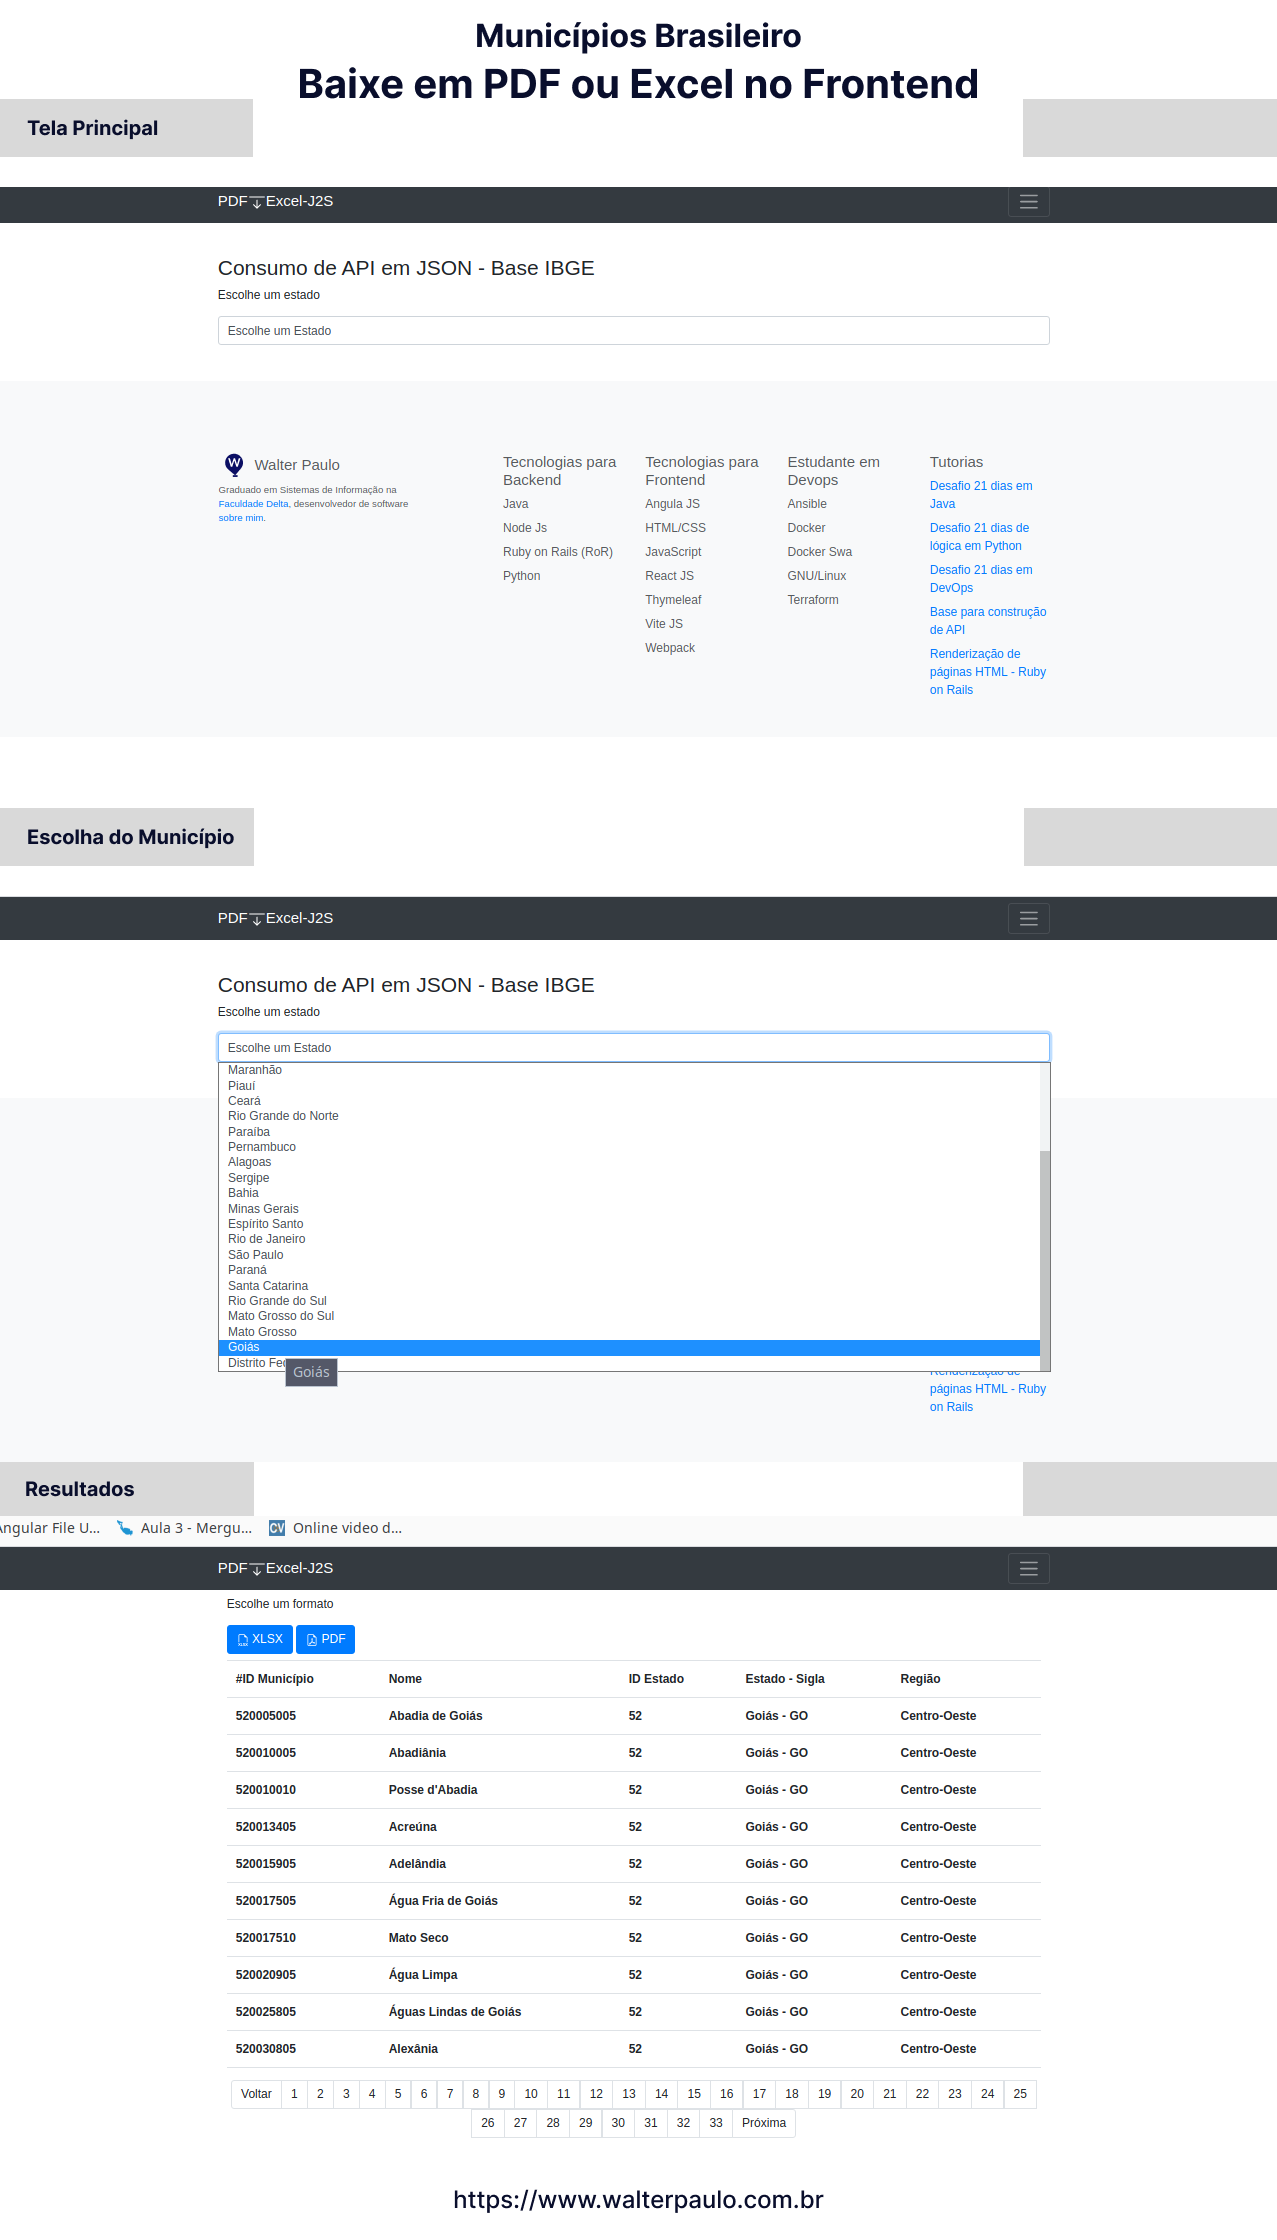 Municípios Brasileiro
Baixe em PDF ou Excel no Frontend
Tela Principal
PDF Excel-J2S
Consumo de API em JSON - Base IBGE
Escolhe um estado
Escolhe um Estado
Walter Paulo
Graduado em Sistemas de Informação na
Faculdade Delta, desenvolvedor de software
sobre mim.
Tecnologias para
Backend
Java
Node Js
Ruby on Rails (RoR)
Python
Tecnologias para
Frontend
Angula JS
HTML/CSS
JavaScript
React JS
Thymeleaf
Vite JS
Webpack
Estudante em
Devops
Ansible
Docker
Docker Swa
GNU/Linux
Terraform
Tutorias
Desafio 21 dias em
Java
Desafio 21 dias de
lógica em Python
Desafio 21 dias em
DevOps
Base para construção
de API
Renderização de
páginas HTML - Ruby
on Rails
Escolha do Município
PDF Excel-J2S
Consumo de API em JSON - Base IBGE
Escolhe um estado
Escolhe um Estado
Maranhão
Piauí
Ceará
Rio Grande do Norte
Paraíba
Pernambuco
Alagoas
Sergipe
Bahia
Minas Gerais
Espírito Santo
Rio de Janeiro
São Paulo
Paraná
Santa Catarina
Rio Grande do Sul
Mato Grosso do Sul
Mato Grosso
Goiás
Distrito Fe
Goiás
Renderização de
páginas HTML - Ruby
on Rails
Resultados
Angular File U... Aula 3 - Mergu... CV Online video d...
PDF Excel-J2S
Escolhe um formato
XLSX PDF
#ID Município Nome ID Estado Estado - Sigla Região
520005005 Abadia de Goiás 52 Goiás - GO Centro-Oeste
520010005 Abadiânia 52 Goiás - GO Centro-Oeste
520010010 Posse d'Abadia 52 Goiás - GO Centro-Oeste
520013405 Acreúna 52 Goiás - GO Centro-Oeste
520015905 Adelândia 52 Goiás - GO Centro-Oeste
520017505 Água Fria de Goiás 52 Goiás - GO Centro-Oeste
520017510 Mato Seco 52 Goiás - GO Centro-Oeste
520020905 Água Limpa 52 Goiás - GO Centro-Oeste
520025805 Águas Lindas de Goiás 52 Goiás - GO Centro-Oeste
520030805 Alexânia 52 Goiás - GO Centro-Oeste
Voltar 1 2 3 4 5 6 7 8 9 10 11 12 13 14 15 16 17 18 19 20 21 22 23 24 25
26 27 28 29 30 31 32 33 Próxima
https://www.walterpaulo.com.br